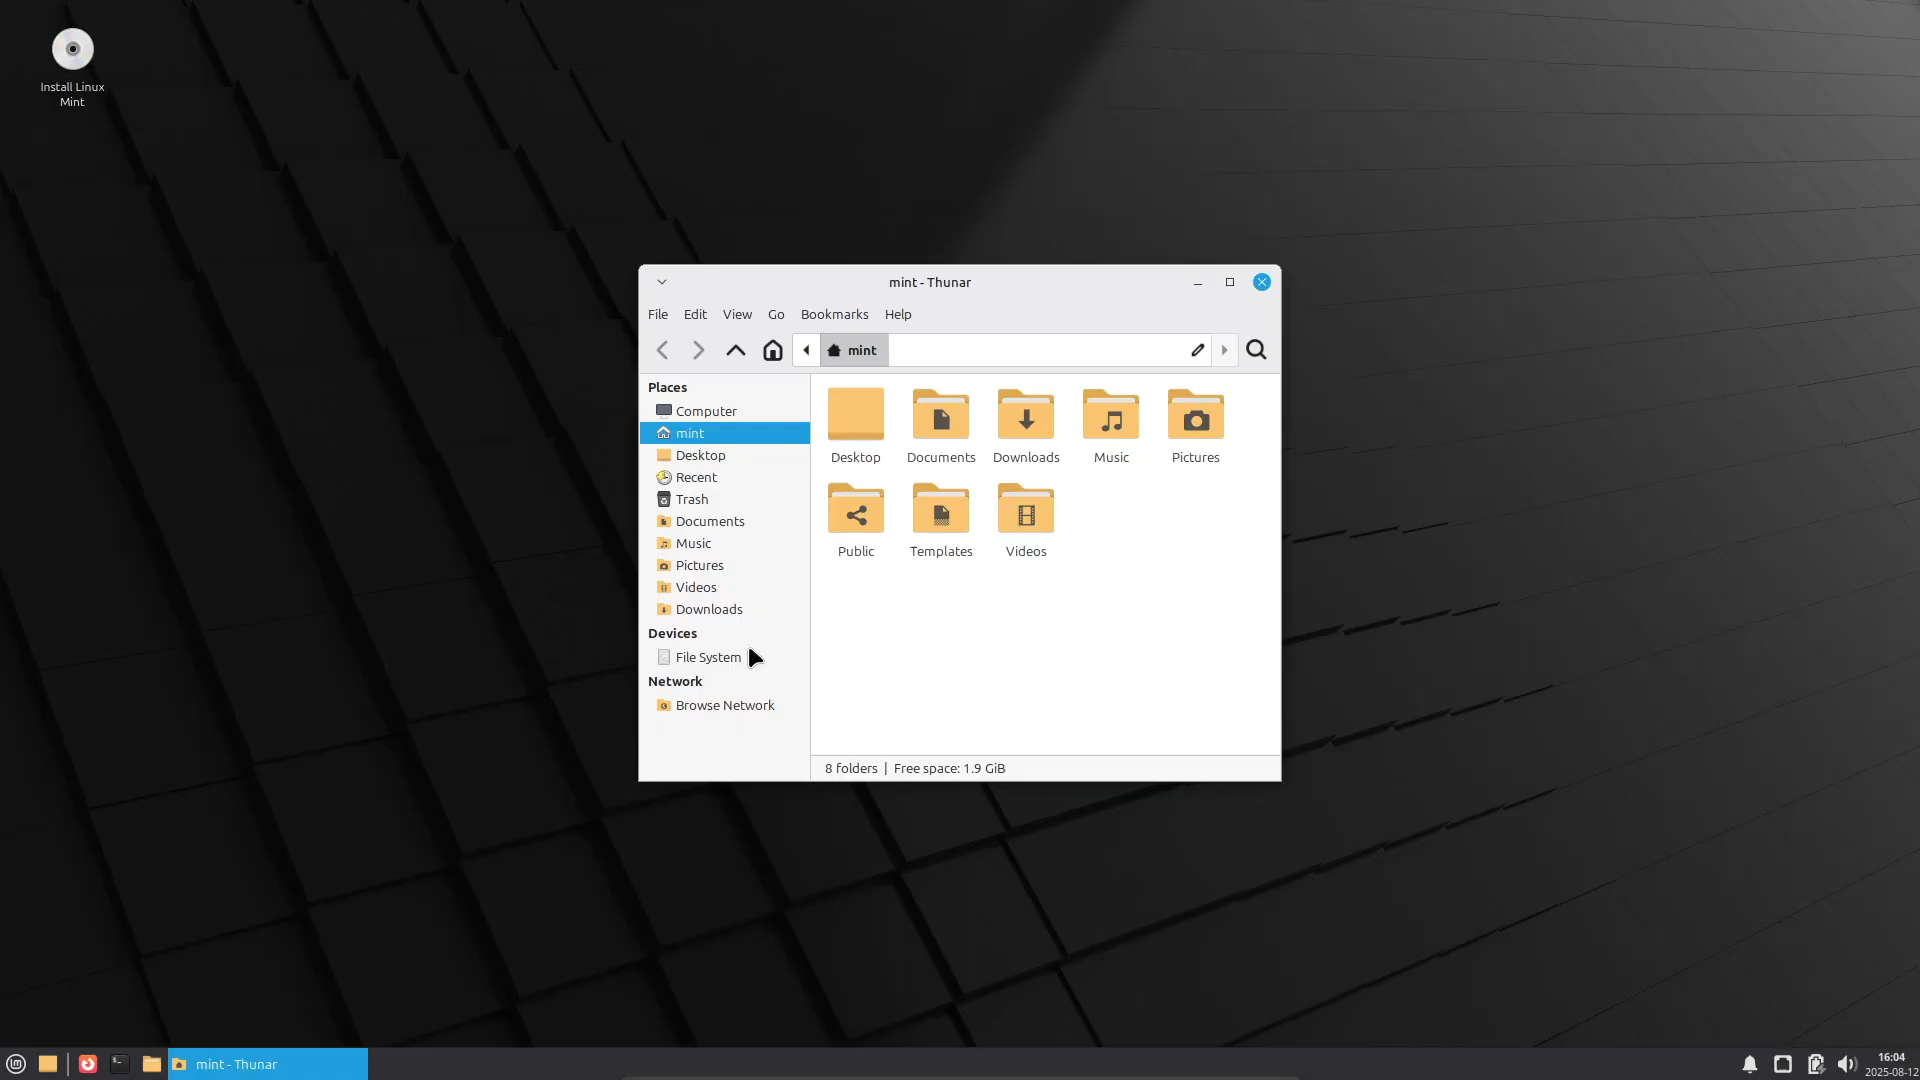 Install Linux
Mint
mint - Thunar
File Edit View Go Bookmarks Help
mint
Places
Computer
mint
Desktop
Recent
Trash
Documents
Music
Pictures
Videos
Downloads
Devices
File System
Network
Browse Network
Desktop Documents Downloads Music Pictures
Public Templates Videos
8 folders | Free space: 1.9 GiB
mint - Thunar
16:04
2025-08-12